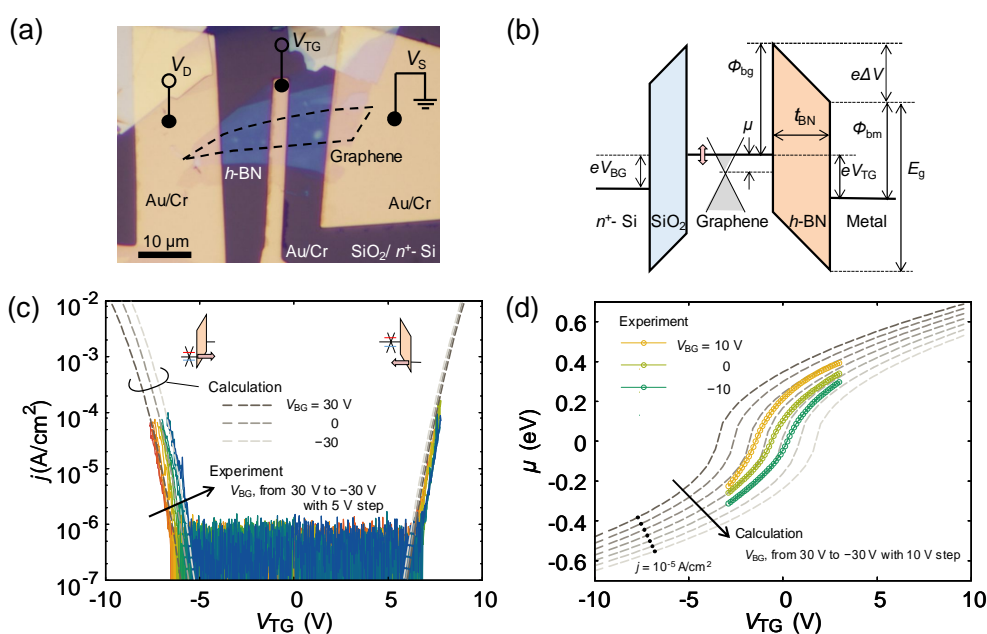 (a)
V_D
V_TG
V_S
h-BN
Graphene
Au/Cr
Au/Cr
10 μm
Au/Cr
SiO₂/ n⁺- Si
(b)
Φ_bg
eΔV
t_BN
μ
Φ_bm
eV_BG
eV_TG
E_g
n⁺- Si
SiO₂
Graphene
h-BN
Metal
(c)
j(A/cm²)
10⁻²
10⁻³
10⁻⁴
10⁻⁵
10⁻⁶
10⁻⁷
Calculation
V_BG = 30 V
0
−30
Experiment
V_BG, from 30 V to −30 V
with 5 V step
-10
-5
0
5
10
V_TG (V)
(d)
μ (eV)
0.6
0.4
0.2
0
-0.2
-0.4
-0.6
Experiment
V_BG = 10 V
0
−10
Calculation
V_BG, from 30 V to −30 V with 10 V step
j = 10⁻⁵ A/cm²
-10
-5
0
5
10
V_TG (V)